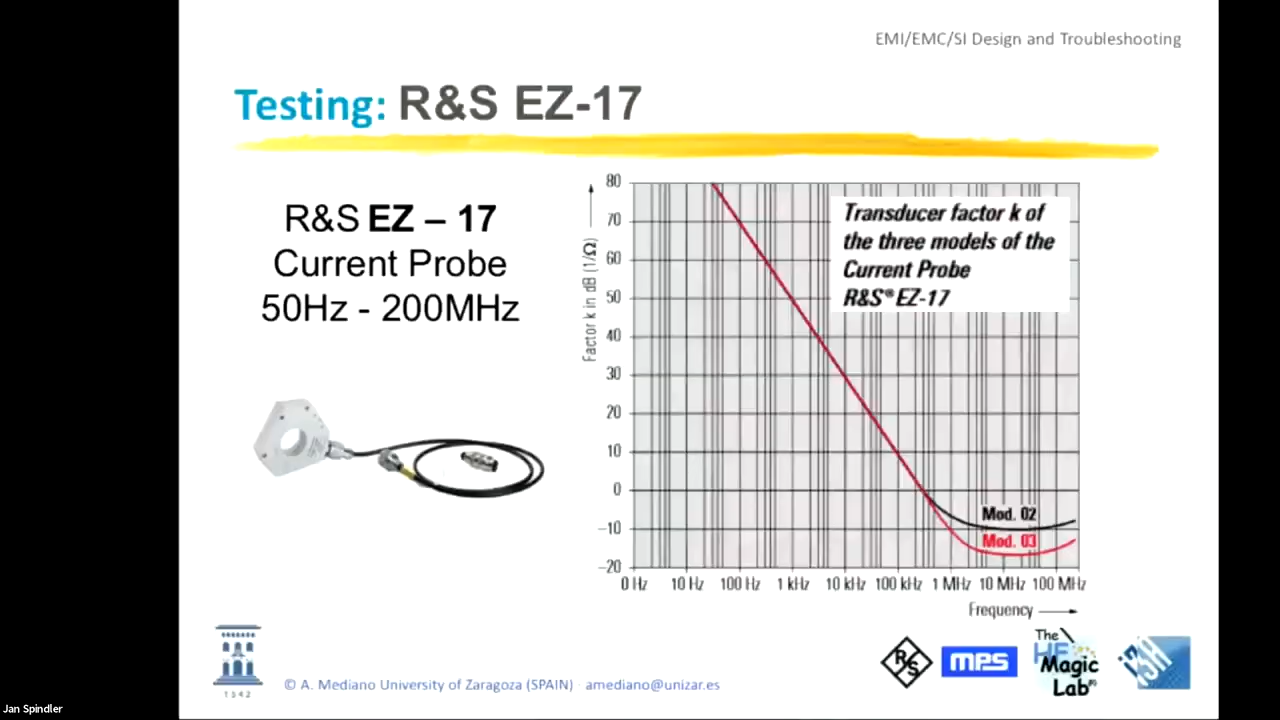 EMI/EMC/SI Design and Troubleshooting
Testing: R&S EZ-17
R&S EZ – 17
Current Probe
50Hz - 200MHz
Factor k in dB (1/Ω)
80
70
60
50
40
30
20
10
0
–10
–20
Transducer factor k of
the three models of the
Current Probe
R&S® EZ-17
Mod. 02
Mod. 03
0 Hz 10 Hz 100 Hz 1 kHz 10 kHz 100 kHz 1 MHz 10 MHz 100 MHz
Frequency
1542
© A. Mediano University of Zaragoza (SPAIN) amediano@unizar.es
R S
mps
The
HF
Magic
Lab
i3A
Jan Spindler